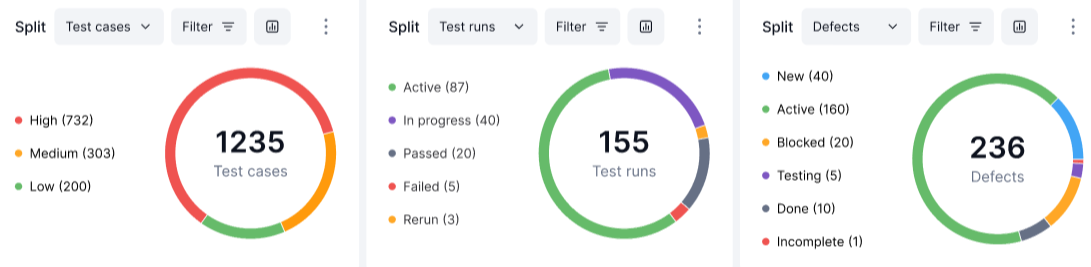 Split Test cases Filter
High (732)
Medium (303)
Low (200)
1235
Test cases
Split Test runs Filter
Active (87)
In progress (40)
Passed (20)
Failed (5)
Rerun (3)
155
Test runs
Split Defects Filter
New (40)
Active (160)
Blocked (20)
Testing (5)
Done (10)
Incomplete (1)
236
Defects